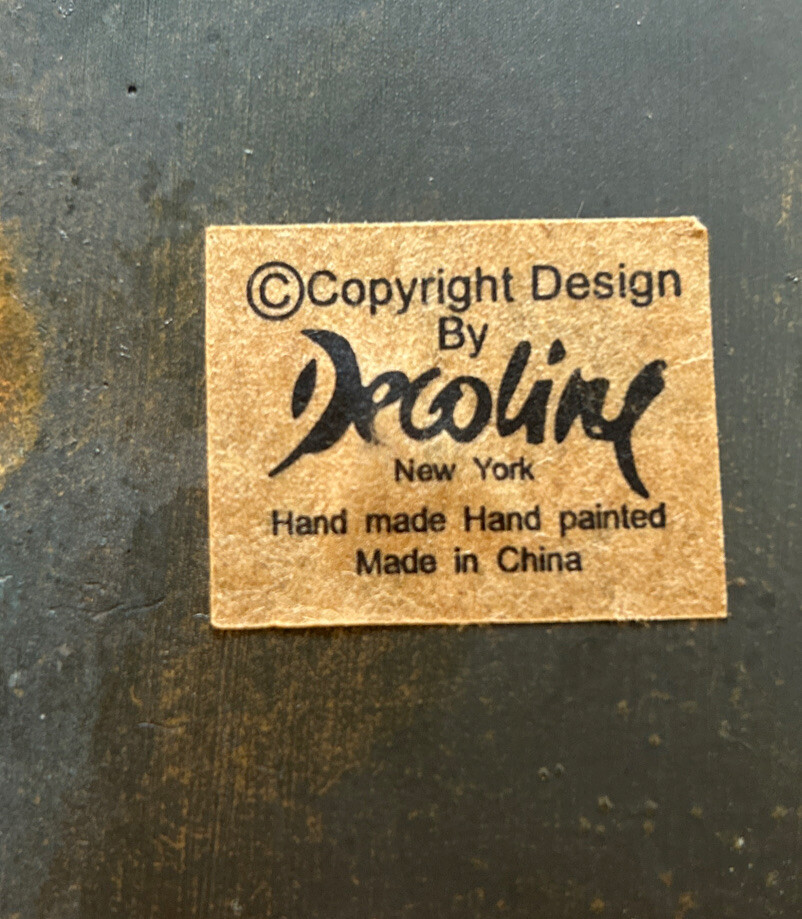 ©Copyright Design
By
Decoline
New York
Hand made Hand painted
Made in China